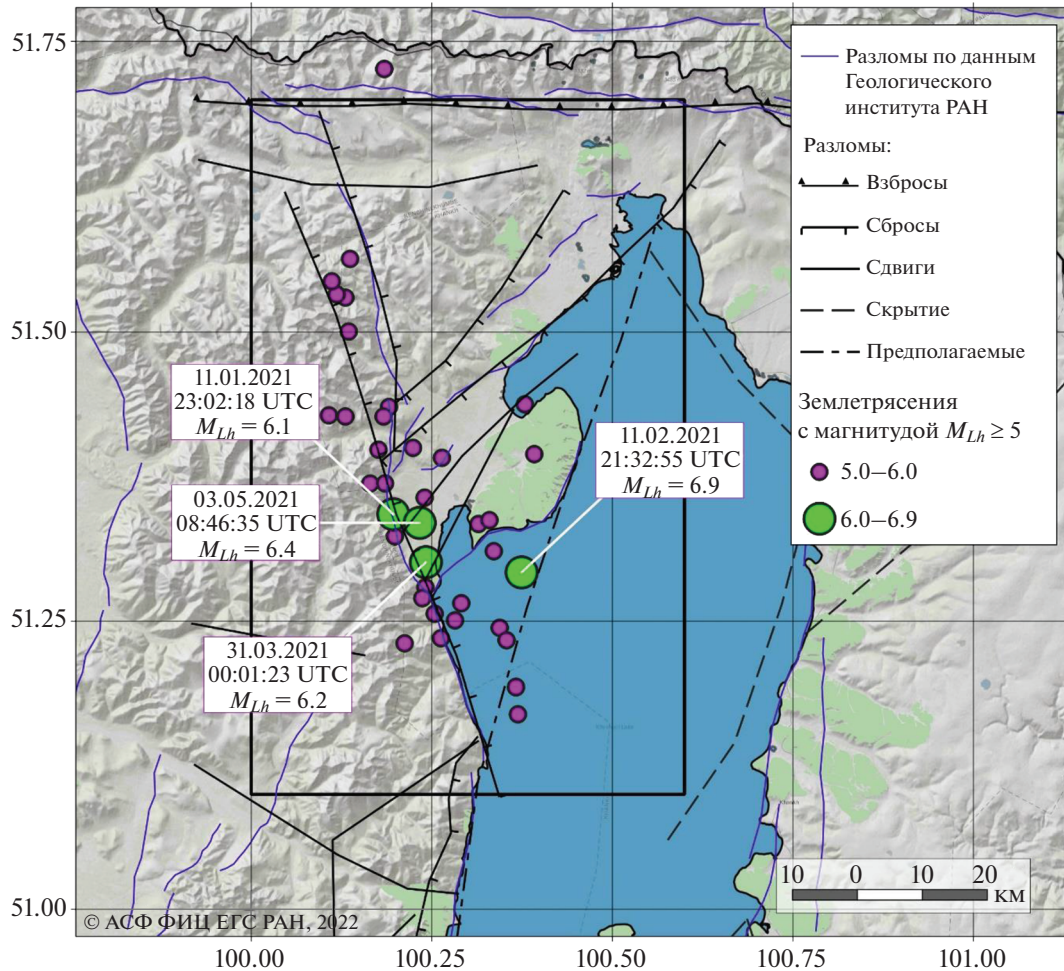 51.75
51.50
51.25
51.00
100.00
100.25
100.50
100.75
101.00
11.01.2021
23:02:18 UTC
M_Lh = 6.1
03.05.2021
08:46:35 UTC
M_Lh = 6.4
31.03.2021
00:01:23 UTC
M_Lh = 6.2
11.02.2021
21:32:55 UTC
M_Lh = 6.9
Разломы по данным
Геологического
института РАН
Разломы:
Взбросы
Сбросы
Сдвиги
Скрытие
Предполагаемые
Землетрясения
с магнитудой M_Lh ≥ 5
5.0–6.0
6.0–6.9
10 0 10 20
км
© АСФ ФИЦ ЕГС РАН, 2022